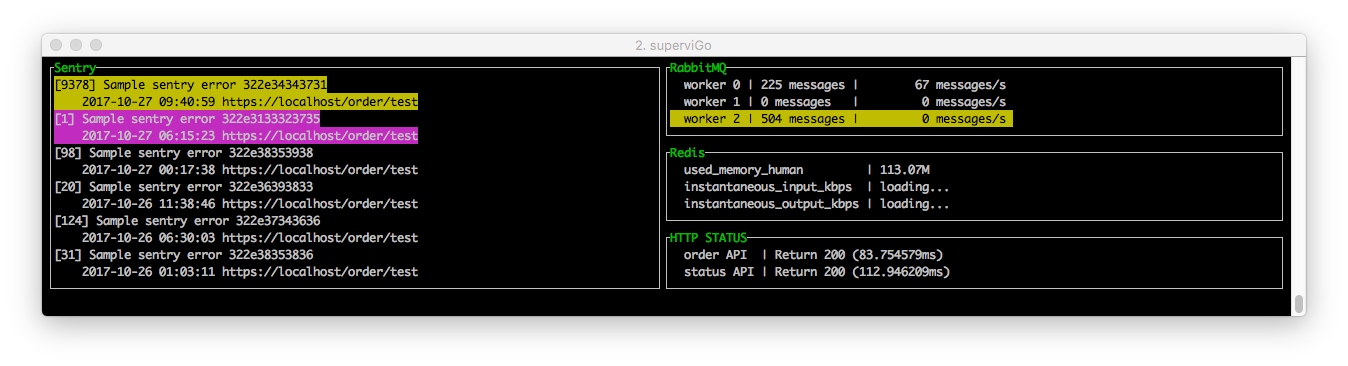 2. superviGo
Sentry
[9378] Sample sentry error 322e34343731
2017-10-27 09:40:59 https://localhost/order/test
[1] Sample sentry error 322e3133323735
2017-10-27 06:15:23 https://localhost/order/test
[98] Sample sentry error 322e38353938
2017-10-27 00:17:38 https://localhost/order/test
[20] Sample sentry error 322e36393833
2017-10-26 11:38:46 https://localhost/order/test
[124] Sample sentry error 322e37343636
2017-10-26 06:30:03 https://localhost/order/test
[31] Sample sentry error 322e38353836
2017-10-26 01:03:11 https://localhost/order/test
RabbitMQ
worker 0 | 225 messages | 67 messages/s
worker 1 | 0 messages | 0 messages/s
worker 2 | 504 messages | 0 messages/s
Redis
used_memory_human | 113.07M
instantaneous_input_kbps | loading...
instantaneous_output_kbps | loading...
HTTP STATUS
order API | Return 200 (83.754579ms)
status API | Return 200 (112.946209ms)